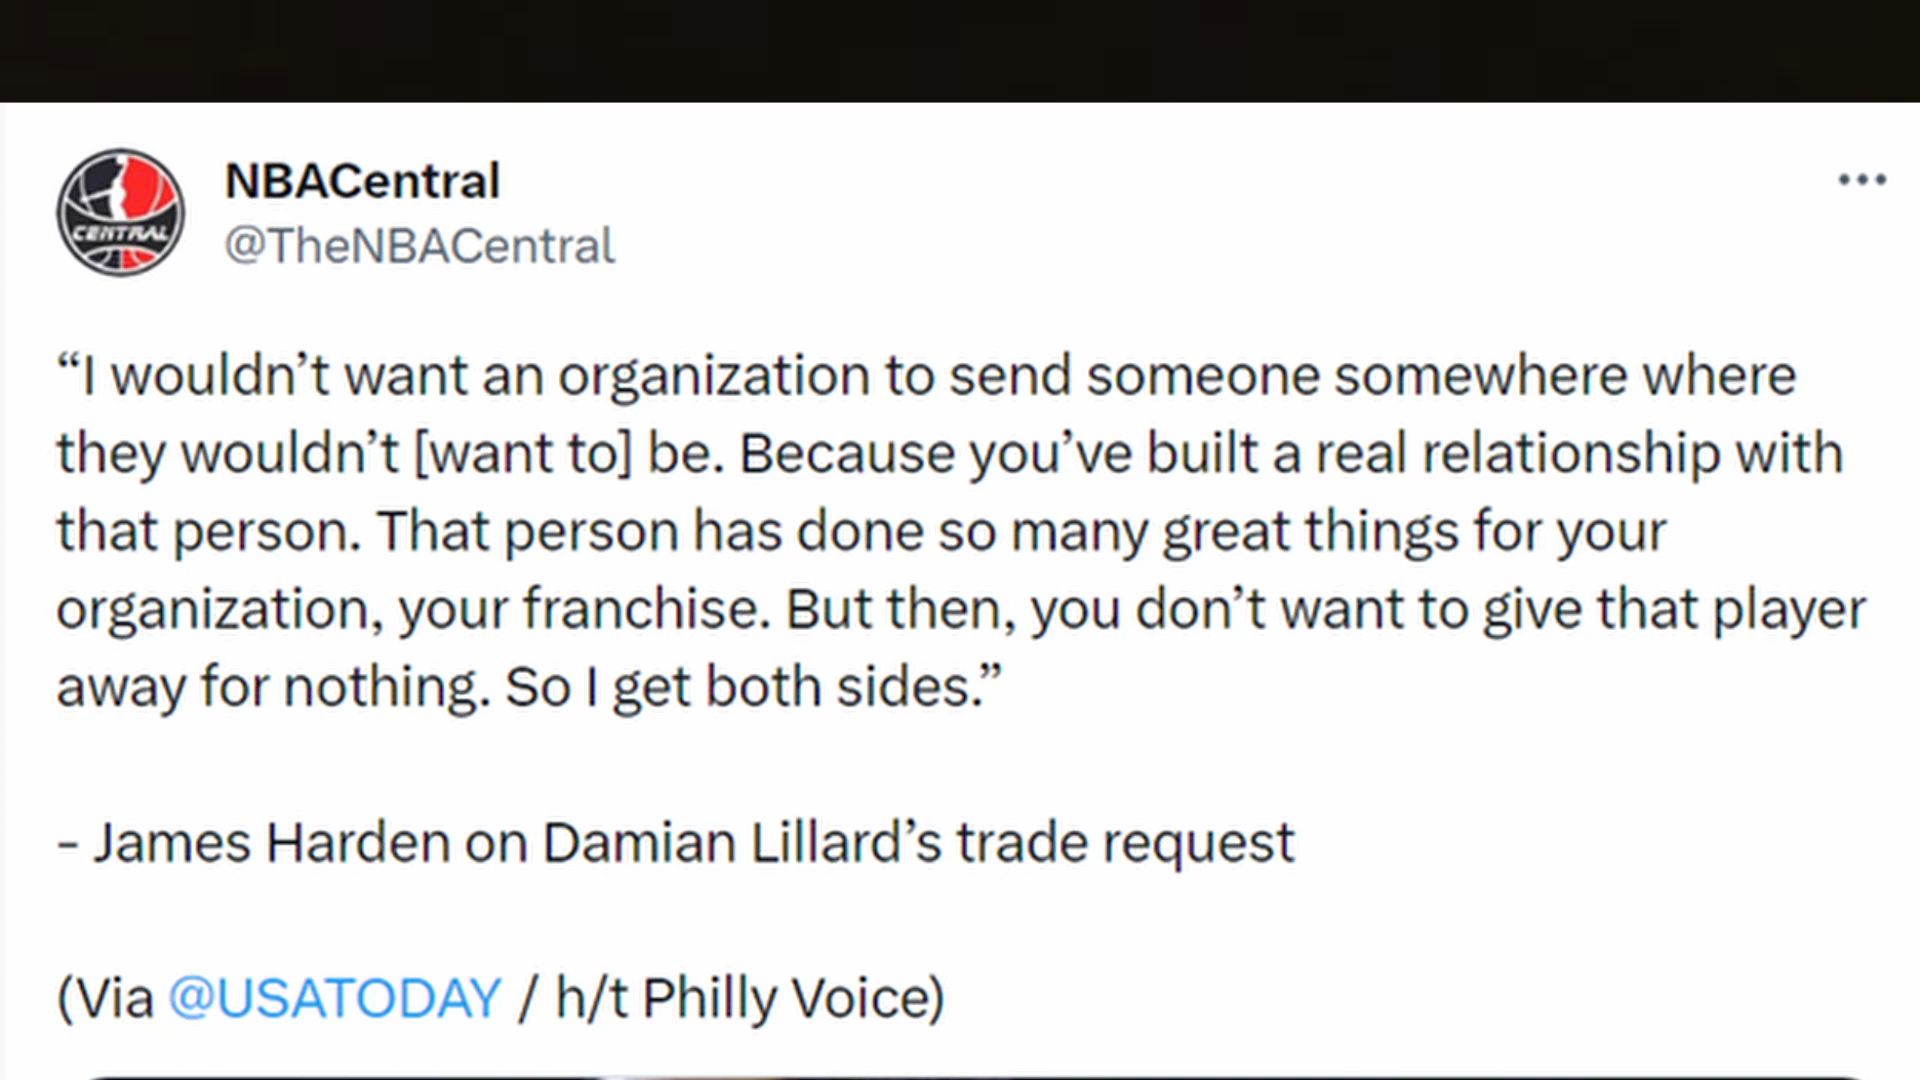 CENTRAL
NBACentral
@TheNBACentral
“I wouldn’t want an organization to send someone somewhere where
they wouldn’t [want to] be. Because you’ve built a real relationship with
that person. That person has done so many great things for your
organization, your franchise. But then, you don’t want to give that player
away for nothing. So I get both sides.”
- James Harden on Damian Lillard’s trade request
(Via @USATODAY / h/t Philly Voice)